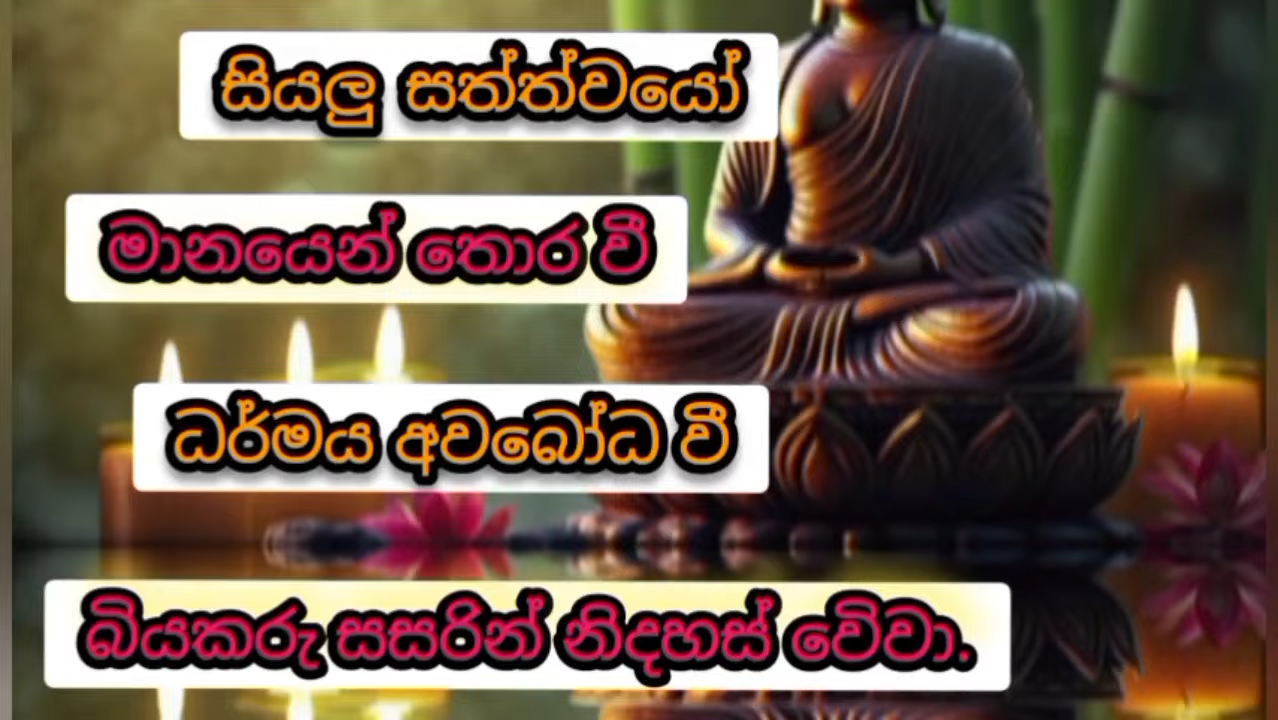 සියලු සත්ත්වයෝ
මානයෙන් තොර වී
ධර්මය අවබෝධ වී
බියකරු සසරින් නිදහස් වේවා.